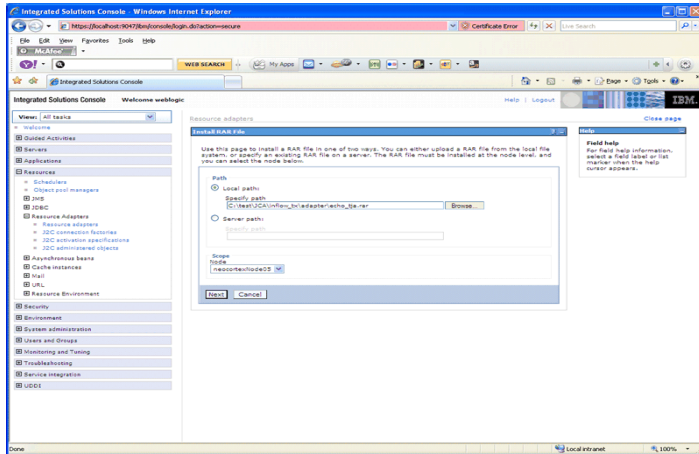 Integrated Solutions Console - Windows Internet Explorer
https://localhost:9047/ibm/console/login.do?action=secure
Certificate Error
Live Search
File Edit View Favorites Tools Help
McAfee
Y!
WEB SEARCH
My Apps
Integrated Solutions Console
Page
Tools
Integrated Solutions Console Welcome weblogic
Help | Logout
IBM.
View: All tasks
Welcome
Guided Activities
Servers
Applications
Resources
Schedulers
Object pool managers
JMS
JDBC
Resource Adapters
Resource adapters
J2C connection factories
J2C activation specifications
J2C administered objects
Asynchronous beans
Cache instances
Mail
URL
Resource Environment
Security
Environment
System administration
Users and Groups
Monitoring and Tuning
Troubleshooting
Service integration
UDDI
Resource adapters
Close page
Install RAR File
Use this page to install a RAR file in one of two ways. You can either upload a RAR file from the local file
system, or specify an existing RAR file on a server. The RAR file must be installed at the node level, and
you can select the node below.
Path
Local path:
Specify path
C:\test\JCA\inflow_tx\adapter\echo_tja.rar
Browse...
Server path:
Specify path
Scope
Node
neocortexNode05
Next
Cancel
Help
Field help
For field help information,
select a field label or list
marker when the help
cursor appears.
Done
Local intranet
100%